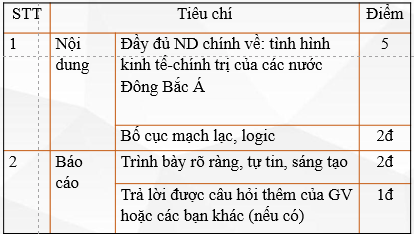 STT Tiêu chí Điểm
1 Nội dung Đầy đủ ND chính về: tình hình kinh tế-chính trị của các nước Đông Bắc Á 5
Bố cục mạch lạc, logic 2đ
2 Báo cáo Trình bày rõ ràng, tự tin, sáng tạo 2đ
Trả lời được câu hỏi thêm của GV hoặc các bạn khác (nếu có) 1đ